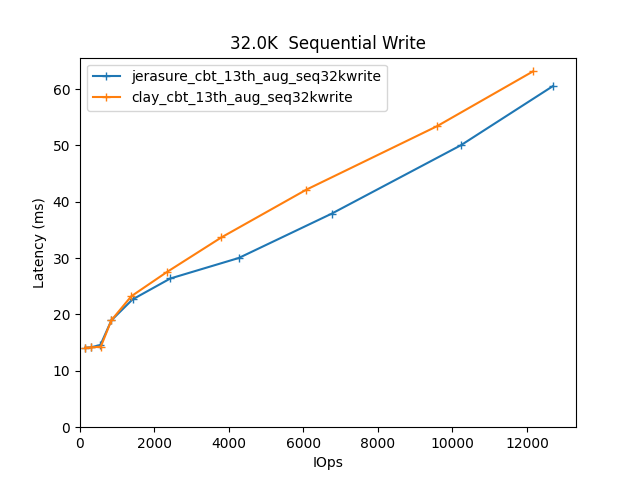 32.0K  Sequential Write
jerasure_cbt_13th_aug_seq32kwrite
clay_cbt_13th_aug_seq32kwrite
Latency (ms)
60
50
40
30
20
10
0
0 2000 4000 6000 8000 10000 12000
IOps